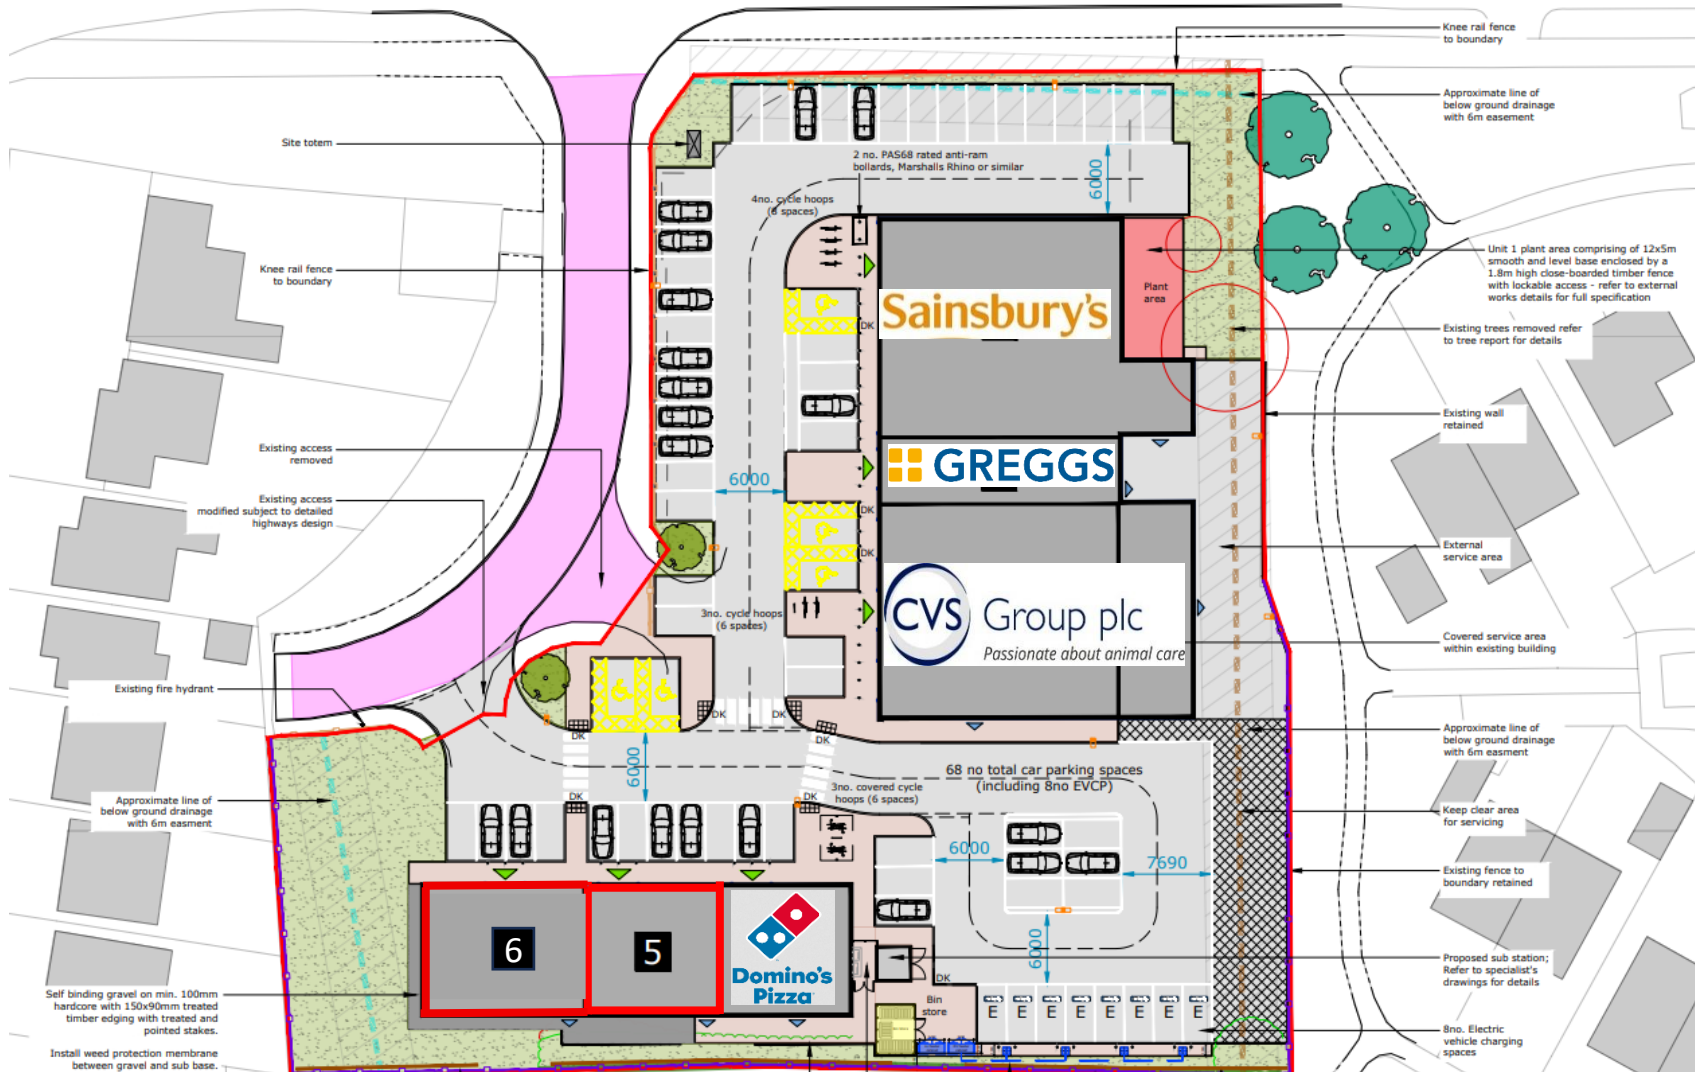 Knee rail fence
to boundary
Approximate line of
below ground drainage
with 6m easement
Site totem
2 no. PAS68 rated anti-ram
bollards, Marshalls Rhino or similar
6000
4no. cycle hoops
(8 spaces)
Unit 1 plant area comprising of 12x5m
smooth and level base enclosed by a
1.8m high close-boarded timber fence
with lockable access - refer to external
works details for full specification
Knee rail fence
to boundary
Plant
area
Sainsbury's
DK
Existing trees removed refer
to tree report for details
Existing wall
retained
Existing access
removed
GREGGS
6000
Existing access
modified subject to detailed
highways design
DK
DK
External
service area
CVS Group plc
Passionate about animal care
3no. cycle hoops
(6 spaces)
Covered service area
within existing building
Existing fire hydrant
DK
DK
DK
DK
Approximate line of
below ground drainage
with 6m easment
6000
68 no total car parking spaces
(including 8no EVCP)
3no. covered cycle
hoops (6 spaces)
DK
DK
Approximate line of
below ground drainage
with 6m easment
Keep clear area
for servicing
6000
7690
Existing fence to
boundary retained
6
5
Domino's
Pizza
6000
Proposed sub station;
Refer to specialist's
drawings for details
DK
Self binding gravel on min. 100mm
hardcore with 150x90mm treated
timber edging with treated and
pointed stakes.
Bin
store
E E E E E E E E
8no. Electric
vehicle charging
spaces
Install weed protection membrane
between gravel and sub base.